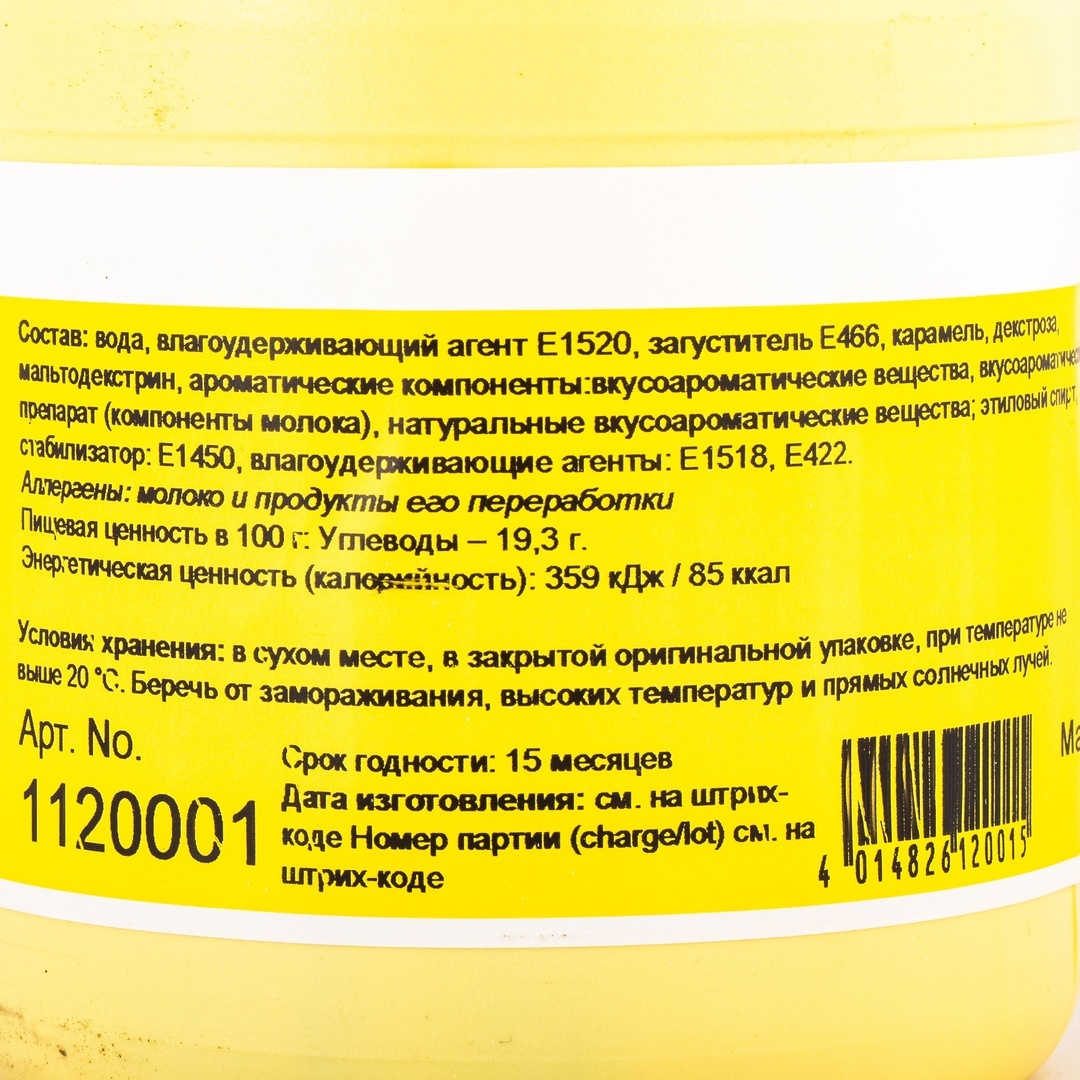 Состав: вода, влагоудерживающий агент Е1520, загуститель Е466, карамель, декстроза,
мальтодекстрин, ароматические компоненты:вкусоароматические вещества,
препарат (компоненты молока), натуральные вкусоароматические вещества; этиловый спирт,
стабилизатор: Е1450, влагоудерживающие агенты: Е1518, Е422.
Аллергены: молоко и продукты его переработки
Пищевая ценность в 100 г: Углеводы – 19,3 г.
Энергетическая ценность (калорийность): 359 кДж / 85 ккал
Условия хранения: в сухом месте, в закрытой оригинальной упаковке, при температуре не
выше 20 °С. Беречь от замораживания, высоких температур и прямых солнечных лучей.
Арт. No.
1120001
Срок годности: 15 месяцев
Дата изготовления: см. на штрих-
коде Номер партии (charge/lot) см. на
штрих-коде
4 014826 120015